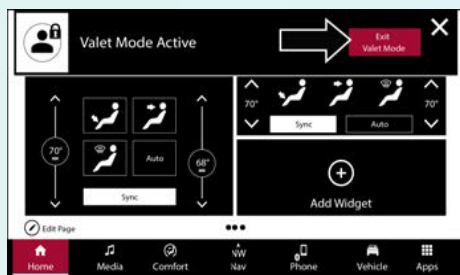 Valet Mode Active
Exit
Valet Mode
70°
68°
Auto
Sync
70°
70°
Sync
Auto
Add Widget
Edit Page
Home
Media
Comfort
NW
Nav
Phone
Vehicle
Apps